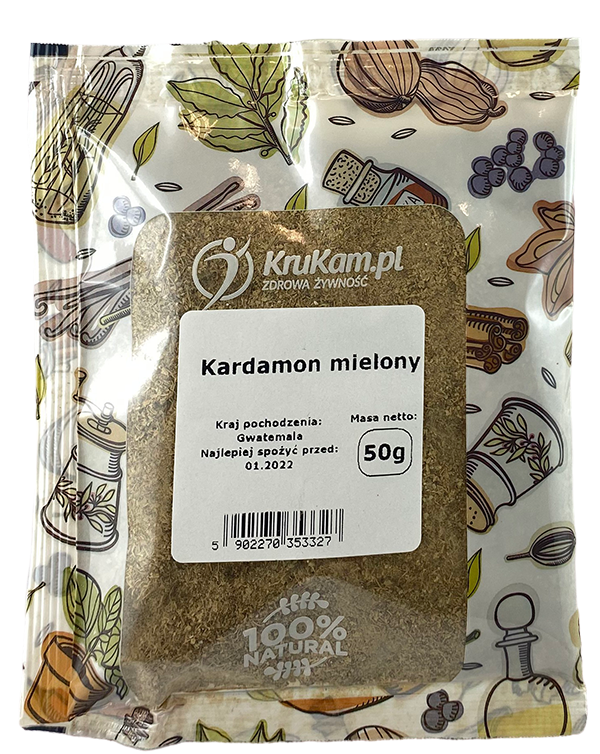 KruKam.pl
ZDROWA ŻYWNOŚĆ
Kardamon mielony
Kraj pochodzenia:
Gwatemala
Najlepiej spożyć przed:
01.2022
Masa netto:
50g
5 902270 353327
100%
NATURAL